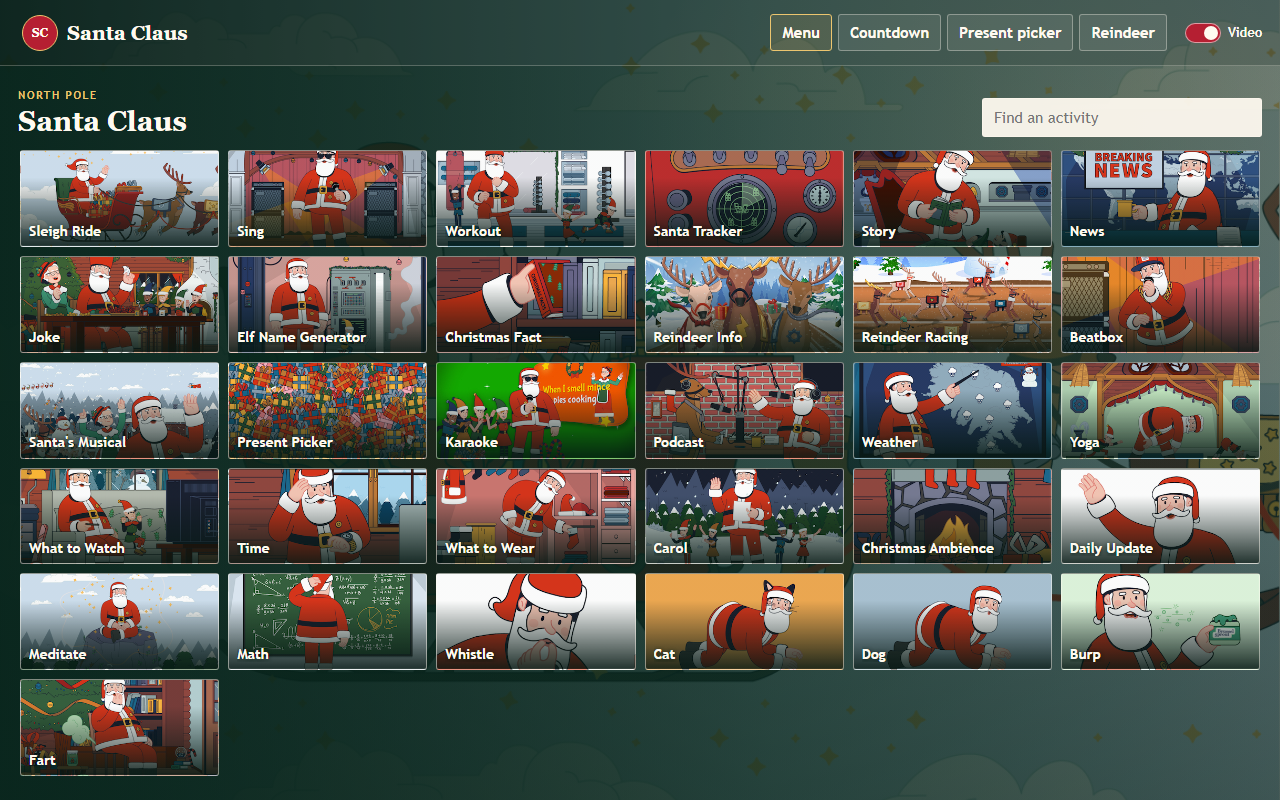 SC Santa Claus
Menu
Countdown
Present picker
Reindeer
Video
NORTH POLE
Santa Claus
Find an activity
Sleigh Ride
Sing
Workout
Santa Tracker
Story
BREAKING
NEWS
News
Joke
Elf Name Generator
Christmas Fact
Reindeer Info
Reindeer Racing
Beatbox
Santa's Musical
Present Picker
When I smell mince
pies cooking
Karaoke
Podcast
Weather
Yoga
What to Watch
Time
What to Wear
Carol
Christmas Ambience
Daily Update
Meditate
Math
Whistle
Cat
Dog
Burp
Fart